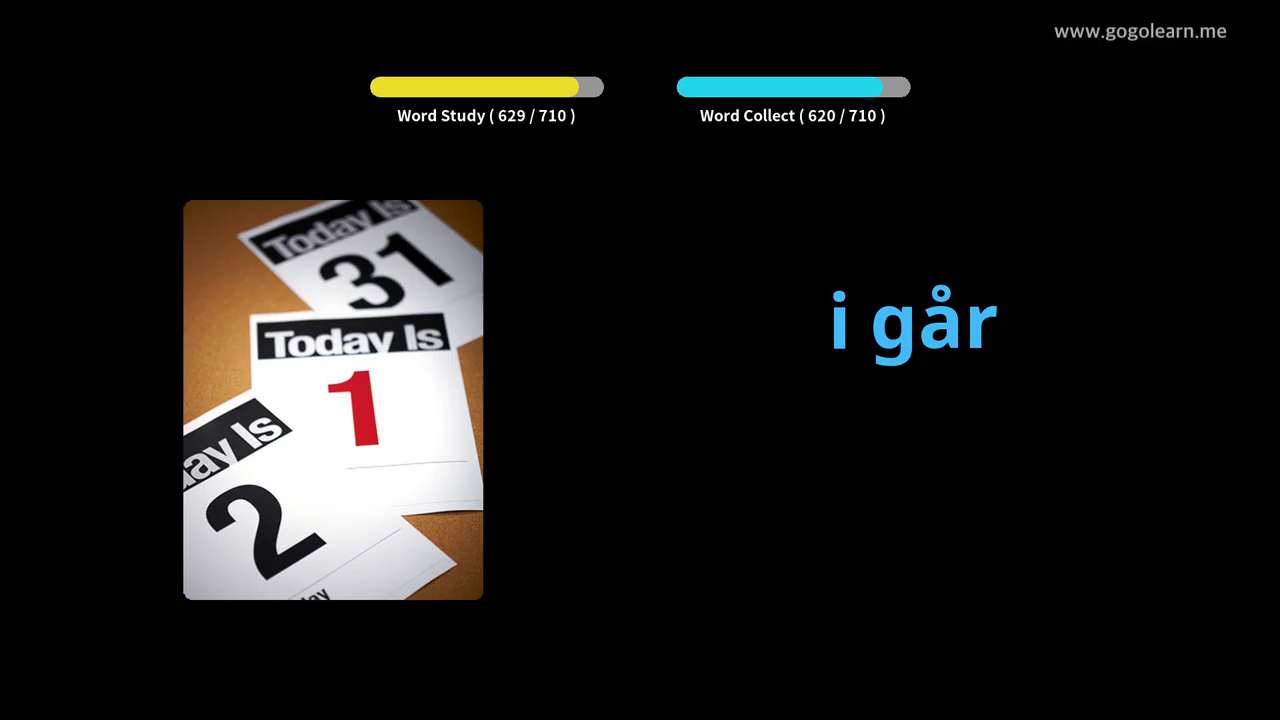 www.gogolearn.me
Word Study ( 629 / 710 )
Word Collect ( 620 / 710 )
Today Is
31
Today Is
1
ay Is
2
i går